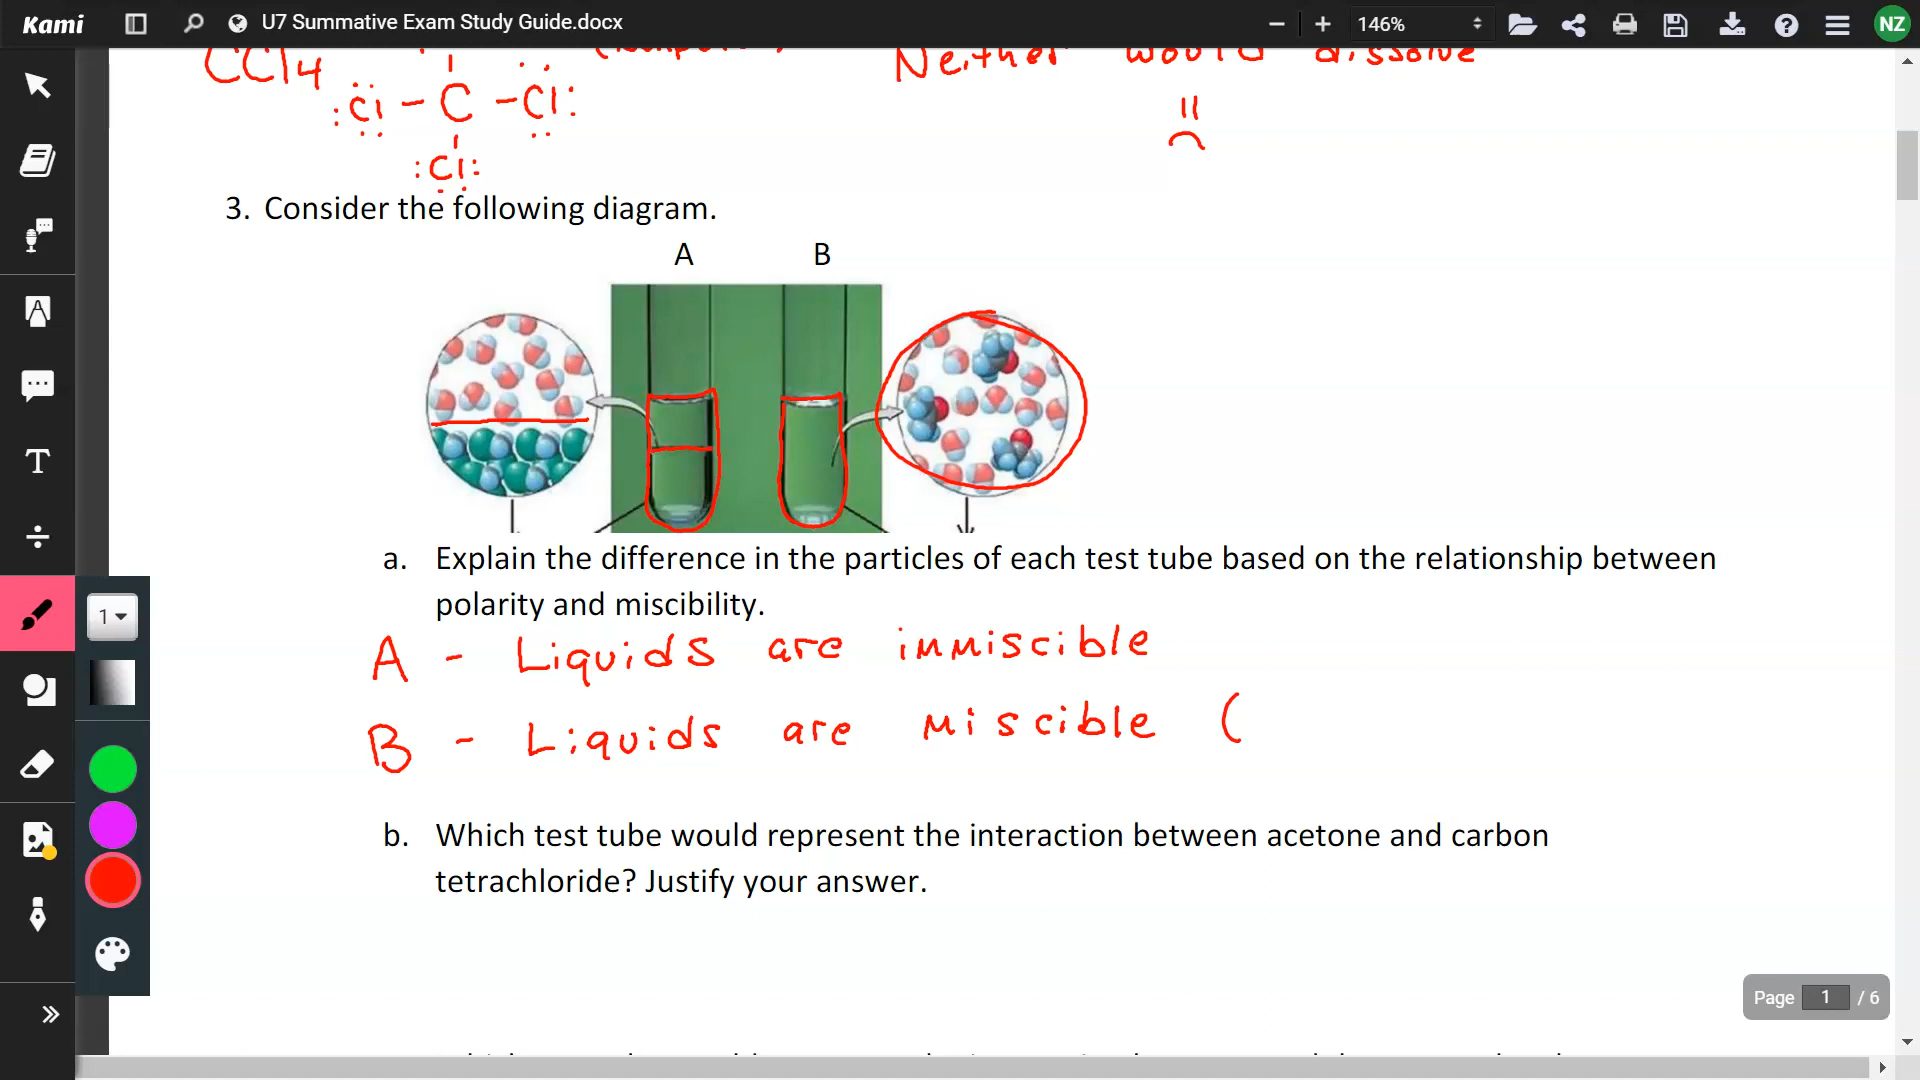 Kami
U7 Summative Exam Study Guide.docx
146%
NZ
CCl4
Neither would dissolve
:Cl - C - Cl:
:Cl:
3. Consider the following diagram.
A B
a. Explain the difference in the particles of each test tube based on the relationship between
polarity and miscibility.
A - Liquids are immiscible
B - Liquids are miscible (
b. Which test tube would represent the interaction between acetone and carbon
tetrachloride? Justify your answer.
1
Page 1 / 6